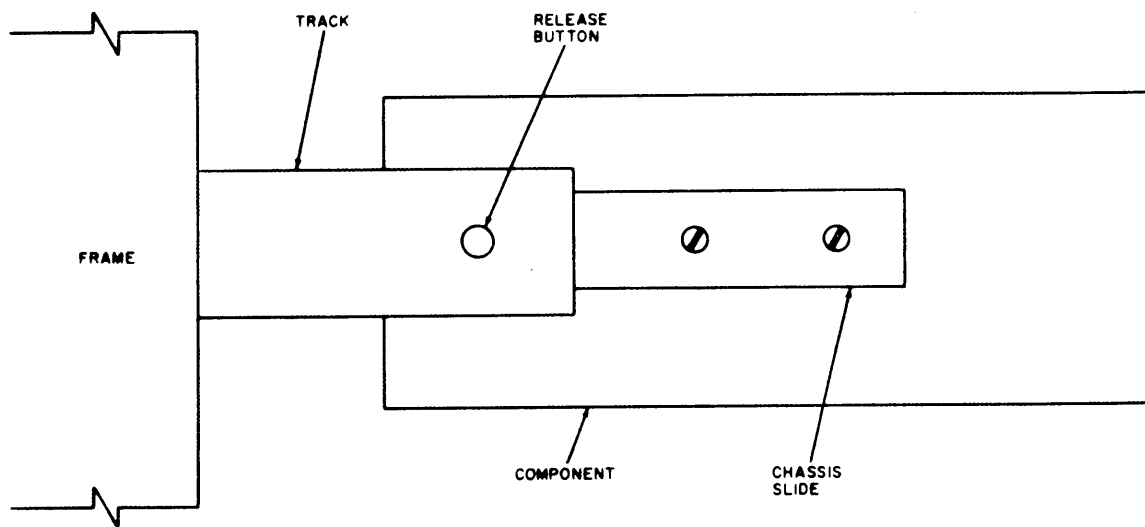 TRACK
RELEASE
BUTTON
FRAME
COMPONENT
CHASSIS
SLIDE